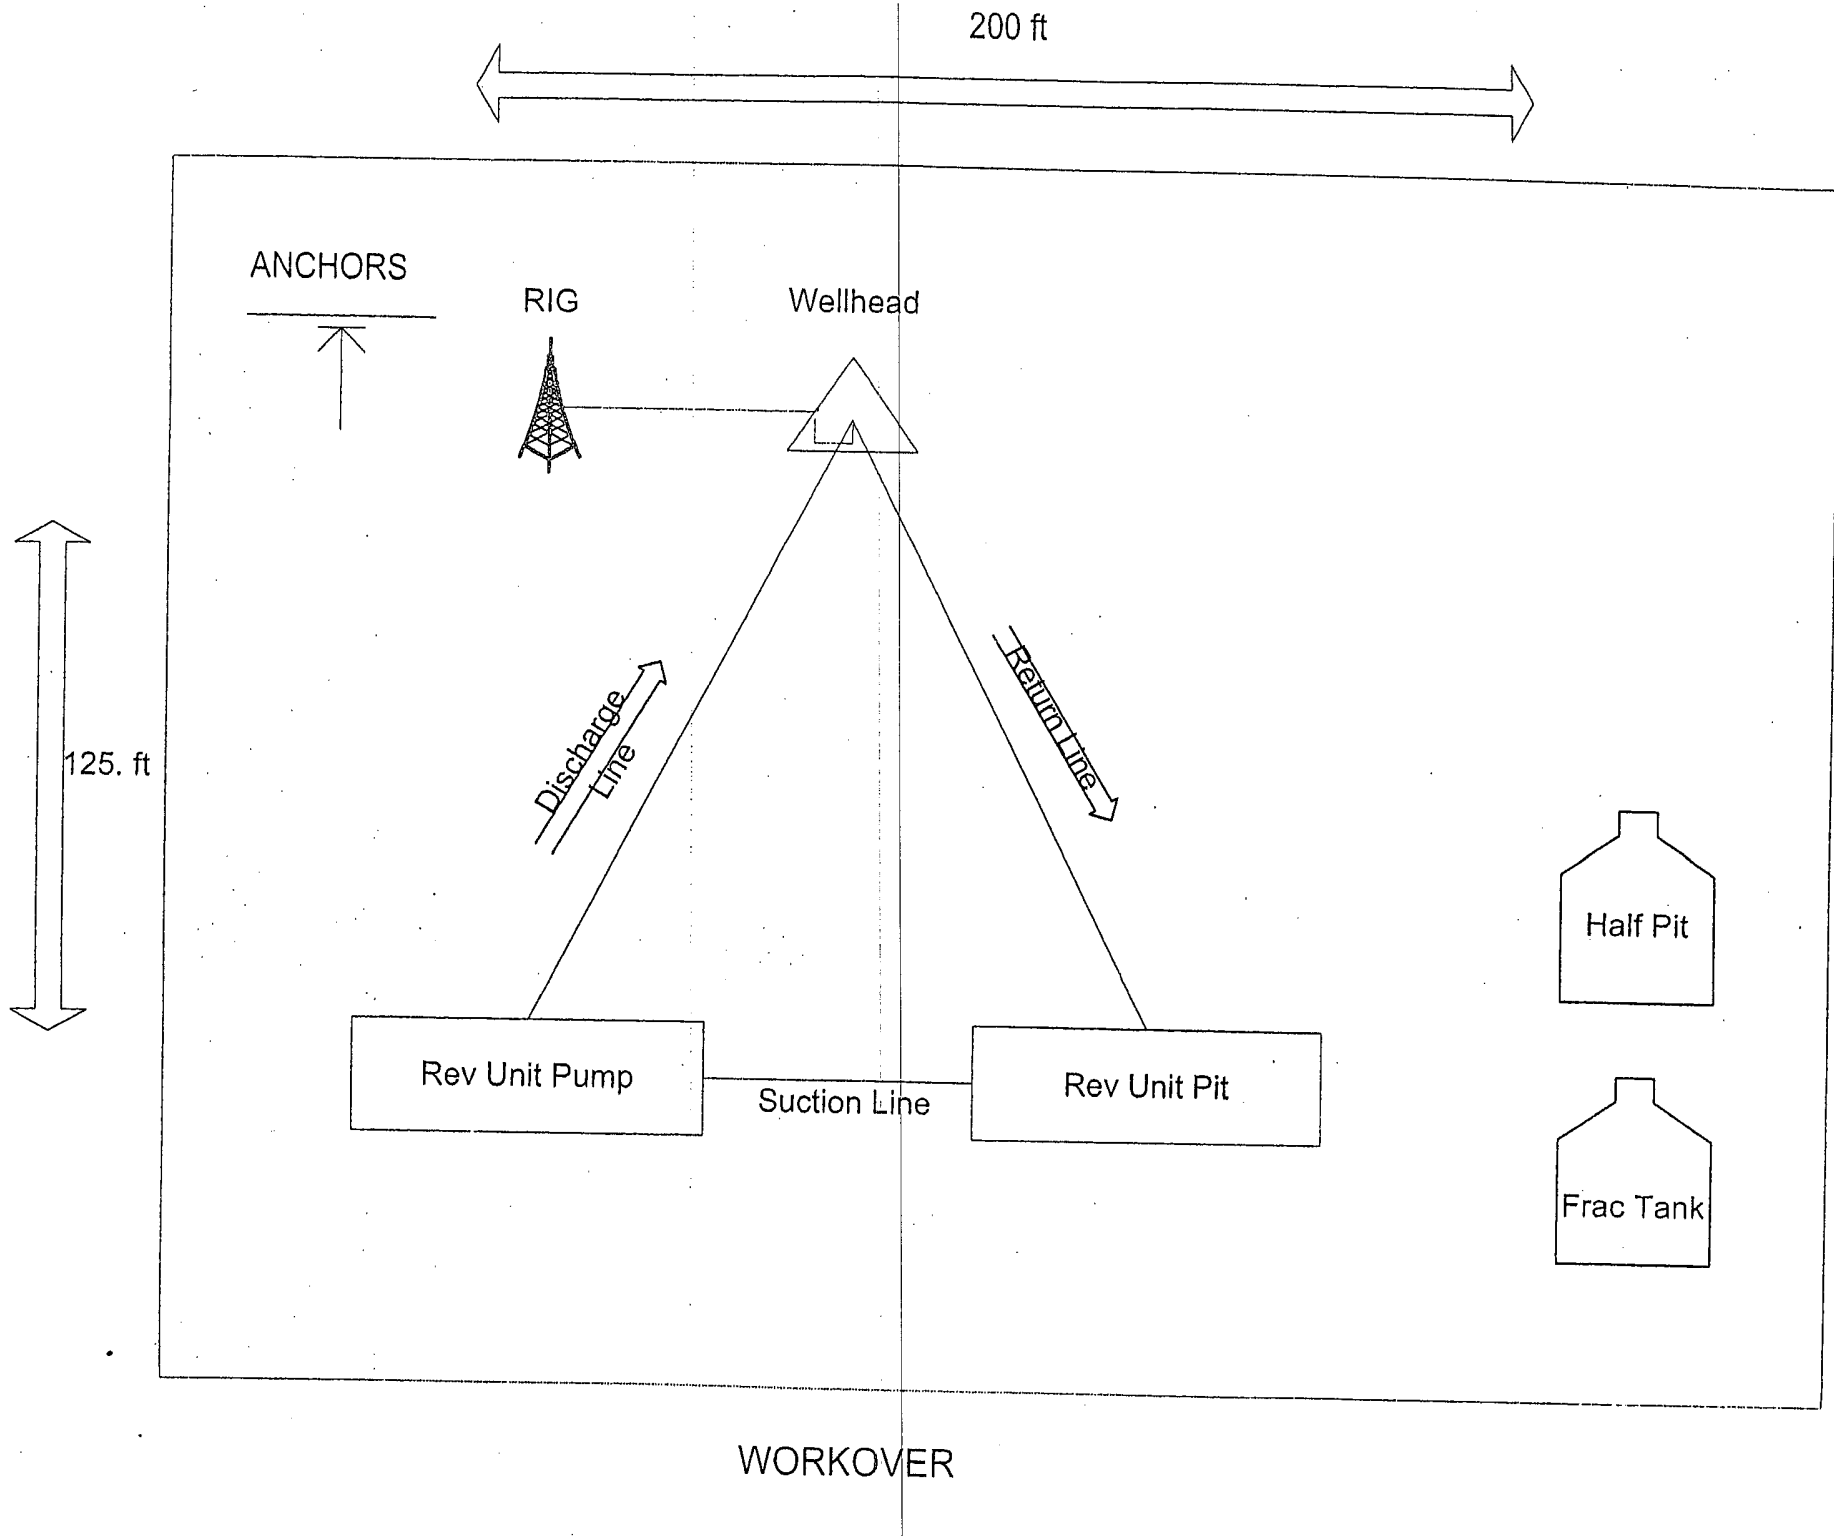 200 ft
ANCHORS
RIG
Wellhead
Discharge
Line
Return Line
125. ft
Half Pit
Rev Unit Pump
Suction Line
Rev Unit Pit
Frac Tank
WORKOVER